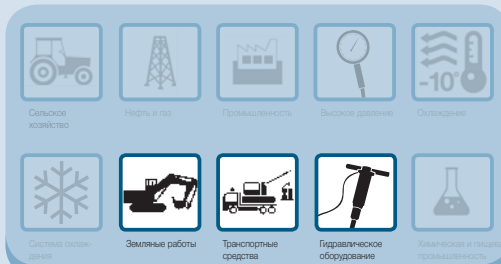 -10°
Сельское
хозяйство
Нефть и газ
Промышленность
Высокое давление
Охлаждение
Система охлаж-
дения
Земляные работы
Транспортные
средства
Гидравлическое
оборудование
Химическая и пищевая
промышленность